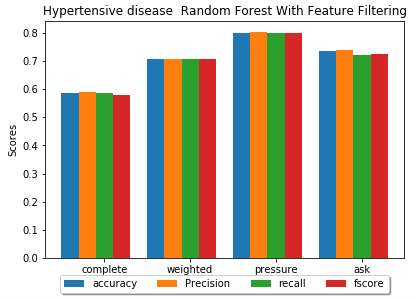 Hypertensive disease  Random Forest With Feature Filtering
0.8
0.7
0.6
0.5
0.4
0.3
0.2
0.1
0.0
Scores
complete weighted pressure ask
accuracy Precision recall fscore